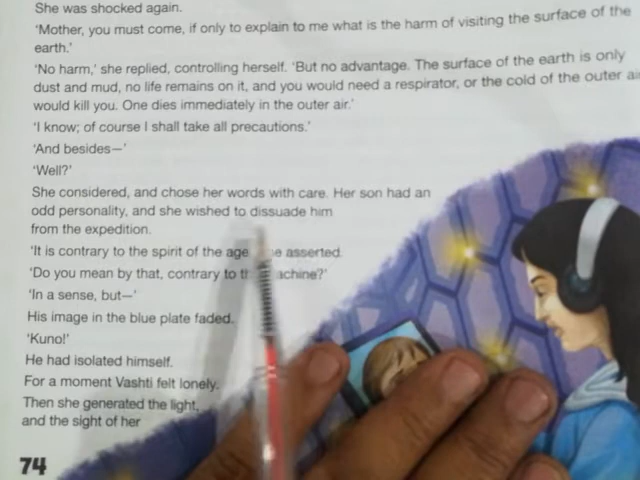 She was shocked again.
'Mother, you must come, if only to explain to me what is the harm of visiting the surface of the
earth.'
'No harm,' she replied, controlling herself. 'But no advantage. The surface of the earth is only
dust and mud, no life remains on it, and you would need a respirator, or the cold of the outer air
would kill you. One dies immediately in the outer air.'
'I know; of course I shall take all precautions.'
'And besides—'
'Well?'
She considered, and chose her words with care. Her son had an
odd personality, and she wished to dissuade him
from the expedition.
'It is contrary to the spirit of the age asserted.
'Do you mean by that, contrary to achine?'
'In a sense, but—'
His image in the blue plate faded.
'Kuno!'
He had isolated himself.
For a moment Vashti felt lonely.
Then she generated the light,
and the sight of her
74